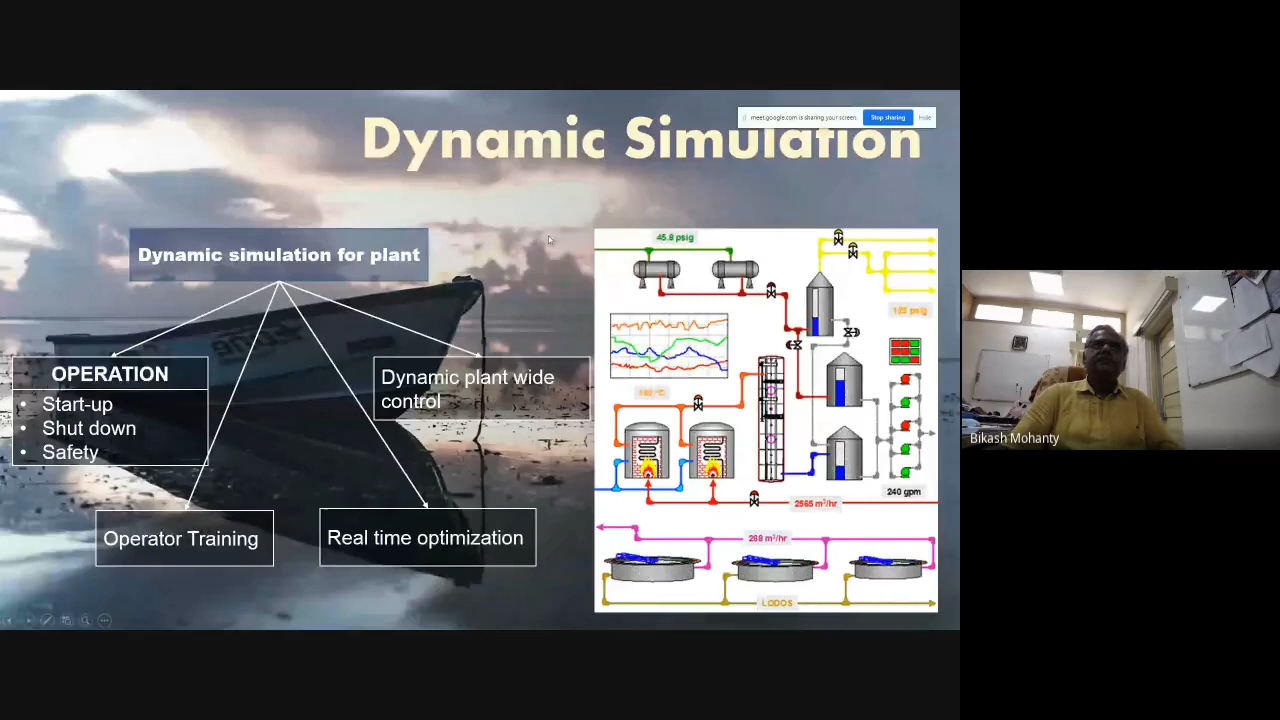 meet.google.com is sharing your screen.
Stop sharing
Hide
Dynamic Simulation
Dynamic simulation for plant
OPERATION
• Start-up
• Shut down
• Safety
Dynamic plant wide
control
Operator Training
Real time optimization
45.8 psig
240 gpm
2565 m³/hr
268 m³/hr
LODOS
Bikash Mohanty